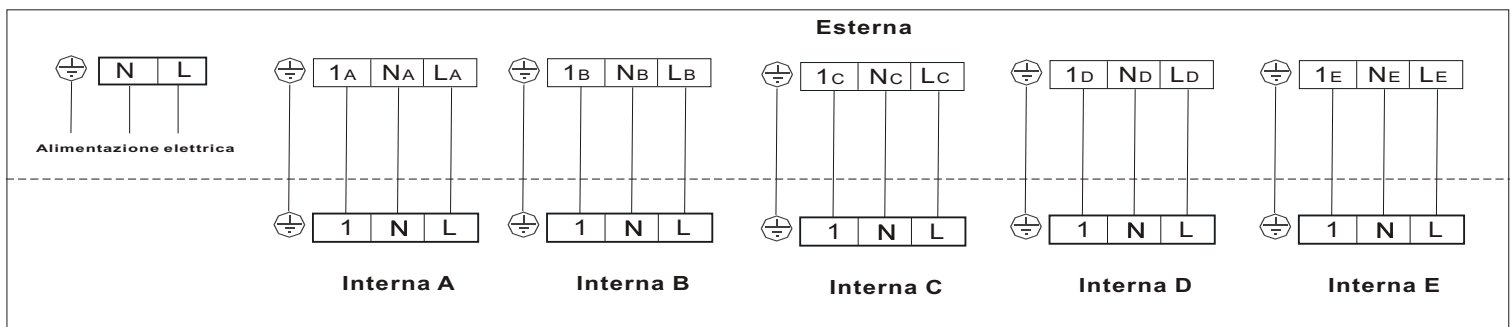 Esterna
N L
1A NA LA
1B NB LB
1C NC LC
1D ND LD
1E NE LE
Alimentazione elettrica
1 N L
1 N L
1 N L
1 N L
1 N L
Interna A
Interna B
Interna C
Interna D
Interna E